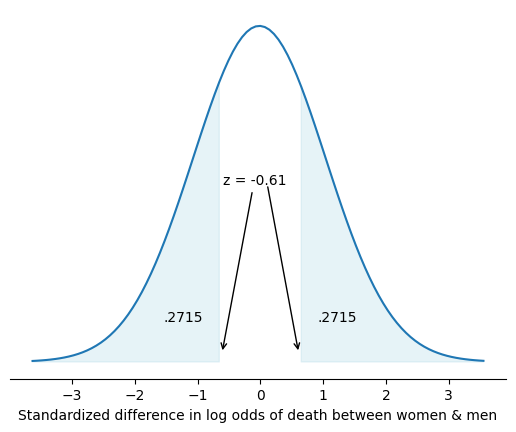 z = -0.61
.2715 .2715
−3 −2 −1 0 1 2 3
Standardized difference in log odds of death between women & men